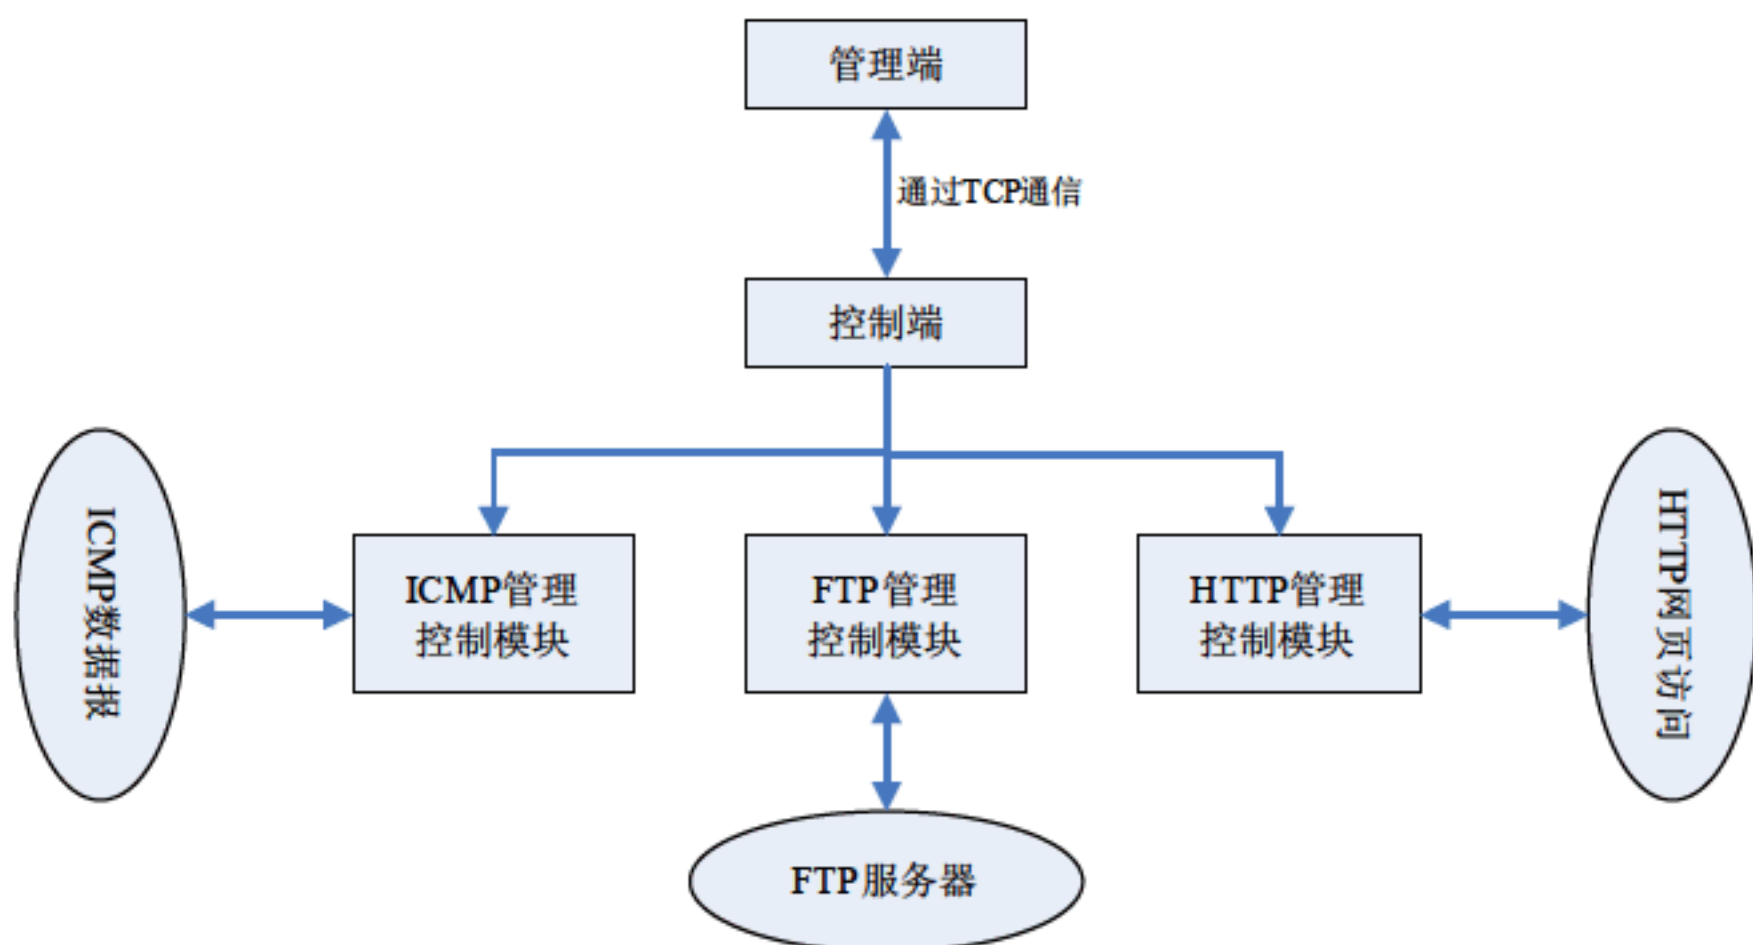 管理端
通过TCP通信
控制端
ICMP数据报
ICMP管理
控制模块
FTP管理
控制模块
HTTP管理
控制模块
HTTP网页访问
FTP服务器